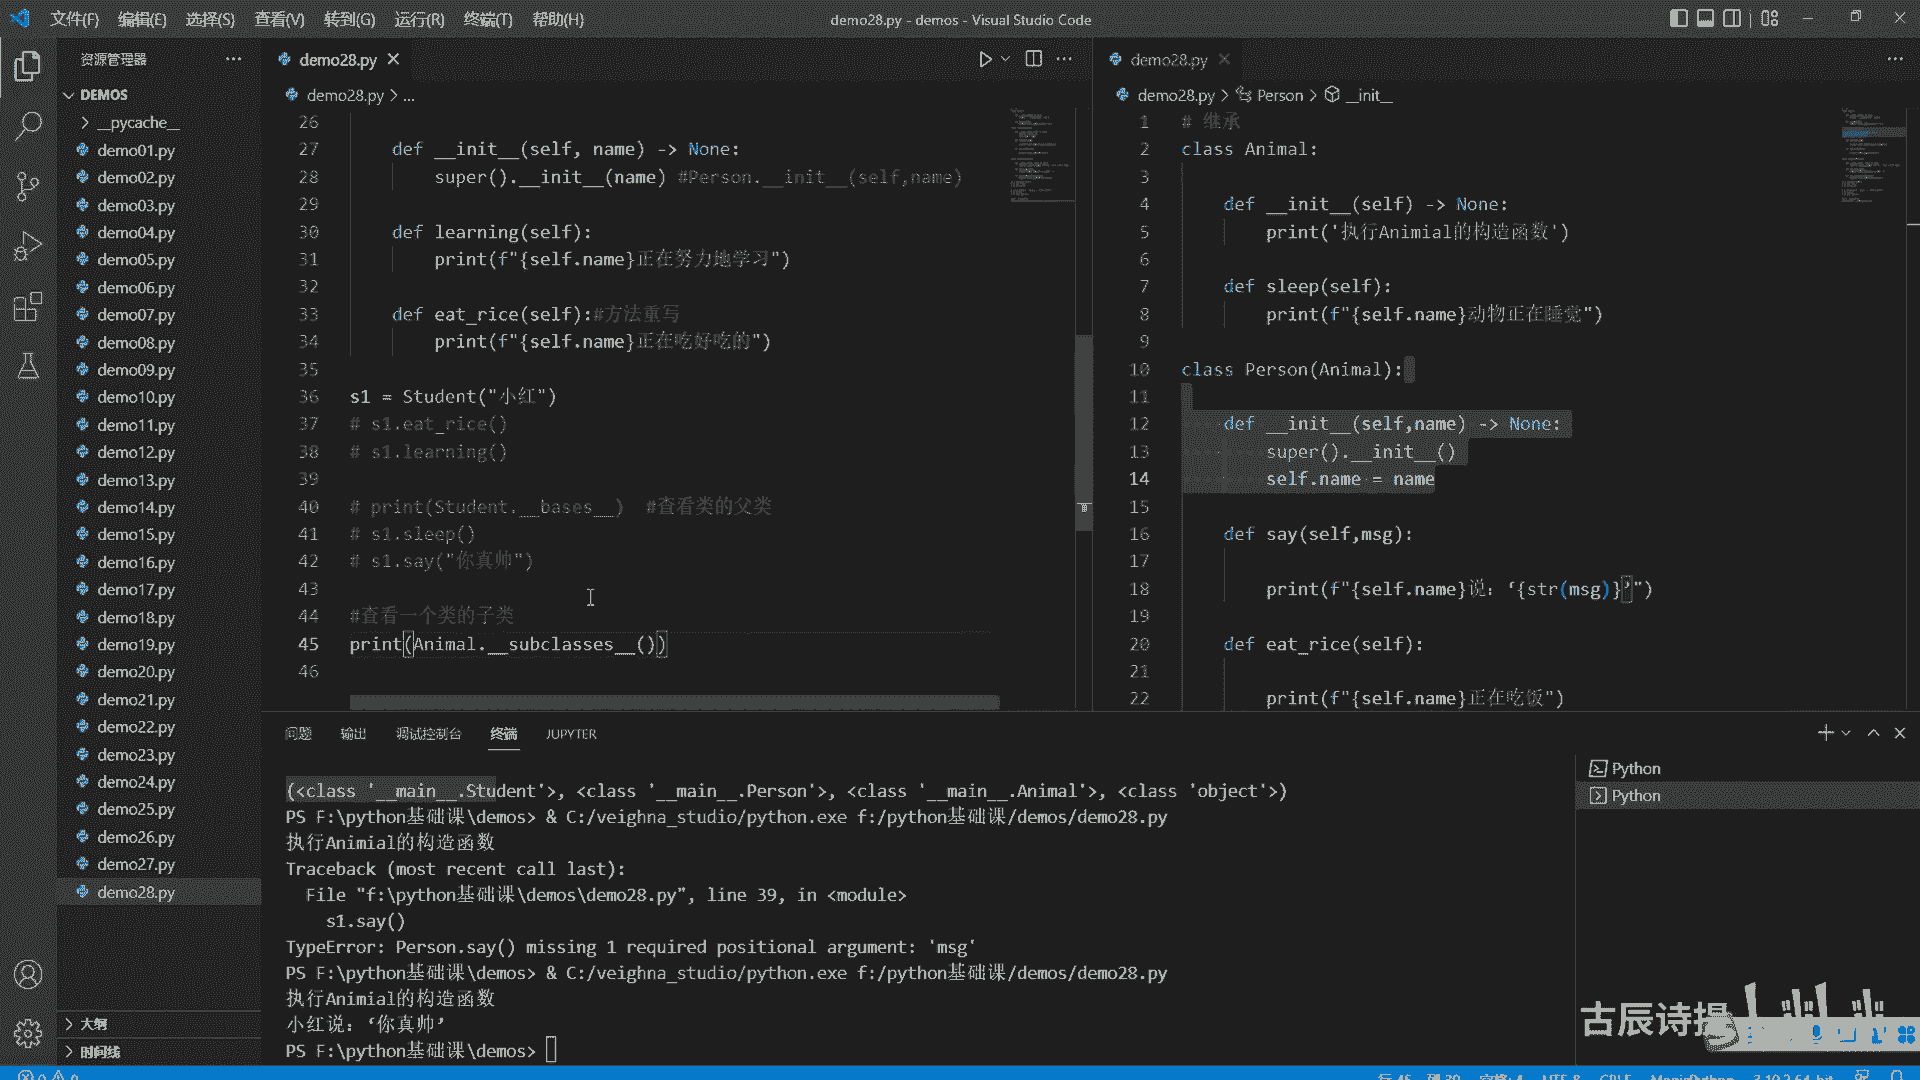 文件(F) 编辑(E) 选择(S) 查看(V) 转到(G) 运行(R) 终端(T) 帮助(H)
demo28.py - demos - Visual Studio Code
资源管理器
DEMOS
__pycache__
demo01.py
demo02.py
demo03.py
demo04.py
demo05.py
demo06.py
demo07.py
demo08.py
demo09.py
demo10.py
demo11.py
demo12.py
demo13.py
demo14.py
demo15.py
demo16.py
demo17.py
demo18.py
demo19.py
demo20.py
demo21.py
demo22.py
demo23.py
demo24.py
demo25.py
demo26.py
demo27.py
demo28.py
大纲
时间线
demo28.py
demo28.py > ...
26
27 def __init__(self, name) -> None:
28 super().__init__(name) #Person.__init__(self,name)
29
30 def learning(self):
31 print(f"{self.name}正在努力地学习")
32
33 def eat_rice(self):#方法重写
34 print(f"{self.name}正在吃好吃的")
35
36 s1 = Student("小红")
37 # s1.eat_rice()
38 # s1.learning()
39
40 # print(Student.__bases__) #查看类的父类
41 # s1.sleep()
42 # s1.say("你真帅")
43
44 #查看一个类的子类
45 print(Animal.__subclasses__())
46
demo28.py
demo28.py > Person > __init__
1 # 继承
2 class Animal:
3
4 def __init__(self) -> None:
5 print('执行Animial的构造函数')
6
7 def sleep(self):
8 print(f"{self.name}动物正在睡觉")
9
10 class Person(Animal):
11
12 def __init__(self,name) -> None:
13 super().__init__()
14 self.name = name
15
16 def say(self,msg):
17
18 print(f"{self.name}说：‘{str(msg)}’")
19
20 def eat_rice(self):
21
22 print(f"{self.name}正在吃饭")
问题 输出 调试控制台 终端 JUPYTER
(<class '__main__.Student'>, <class '__main__.Person'>, <class '__main__.Animal'>, <class 'object'>)
PS F:\python基础课\demos> & C:/veighna_studio/python.exe f:/python基础课/demos/demo28.py
执行Animial的构造函数
Traceback (most recent call last):
File "f:\python基础课\demos\demo28.py", line 39, in <module>
s1.say()
TypeError: Person.say() missing 1 required positional argument: 'msg'
PS F:\python基础课\demos> & C:/veighna_studio/python.exe f:/python基础课/demos/demo28.py
执行Animial的构造函数
小红说：‘你真帅’
PS F:\python基础课\demos>
Python
Python
古辰诗